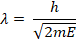 λ = h / √2mE